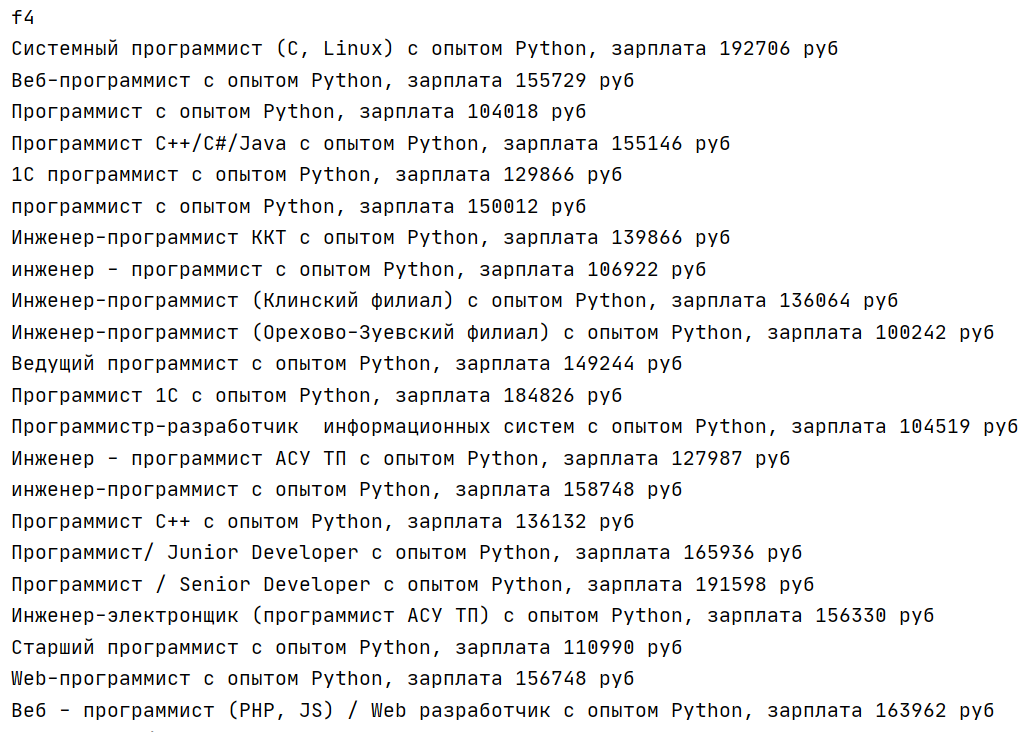 f4
Системный программист (C, Linux) с опытом Python, зарплата 192706 руб
Веб-программист с опытом Python, зарплата 155729 руб
Программист с опытом Python, зарплата 104018 руб
Программист C++/C#/Java с опытом Python, зарплата 155146 руб
1С программист с опытом Python, зарплата 129866 руб
программист с опытом Python, зарплата 150012 руб
Инженер-программист ККТ с опытом Python, зарплата 139866 руб
инженер - программист с опытом Python, зарплата 106922 руб
Инженер-программист (Клинский филиал) с опытом Python, зарплата 136064 руб
Инженер-программист (Орехово-Зуевский филиал) с опытом Python, зарплата 100242 руб
Ведущий программист с опытом Python, зарплата 149244 руб
Программист 1С с опытом Python, зарплата 184826 руб
Программистр-разработчик  информационных систем с опытом Python, зарплата 104519 руб
Инженер - программист АСУ ТП с опытом Python, зарплата 127987 руб
инженер-программист с опытом Python, зарплата 158748 руб
Программист C++ с опытом Python, зарплата 136132 руб
Программист/ Junior Developer с опытом Python, зарплата 165936 руб
Программист / Senior Developer с опытом Python, зарплата 191598 руб
Инженер-электронщик (программист АСУ ТП) с опытом Python, зарплата 156330 руб
Старший программист с опытом Python, зарплата 110990 руб
Web-программист с опытом Python, зарплата 156748 руб
Веб - программист (PHP, JS) / Web разработчик с опытом Python, зарплата 163962 руб